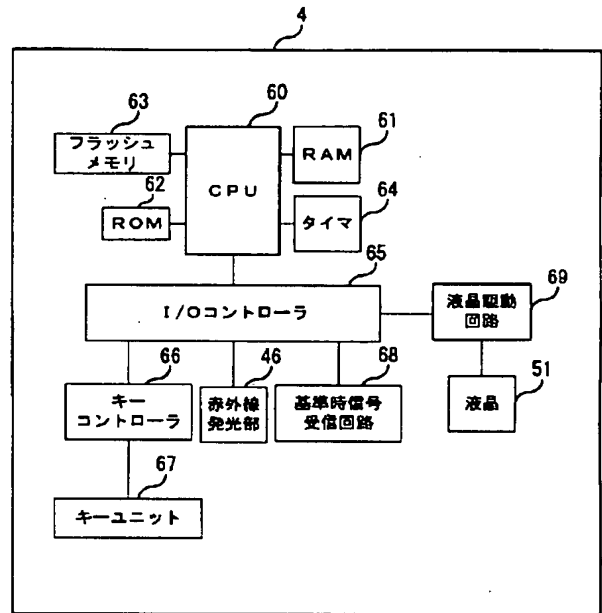 4
60
63
61
フラッシュ
メモリ
CPU
RAM
62
64
ROM
タイマ
65
69
I/Oコントローラ
液晶駆動
回路
66
46
68
51
キー
コントローラ
赤外線
発光部
基準時信号
受信回路
液晶
67
キーユニット